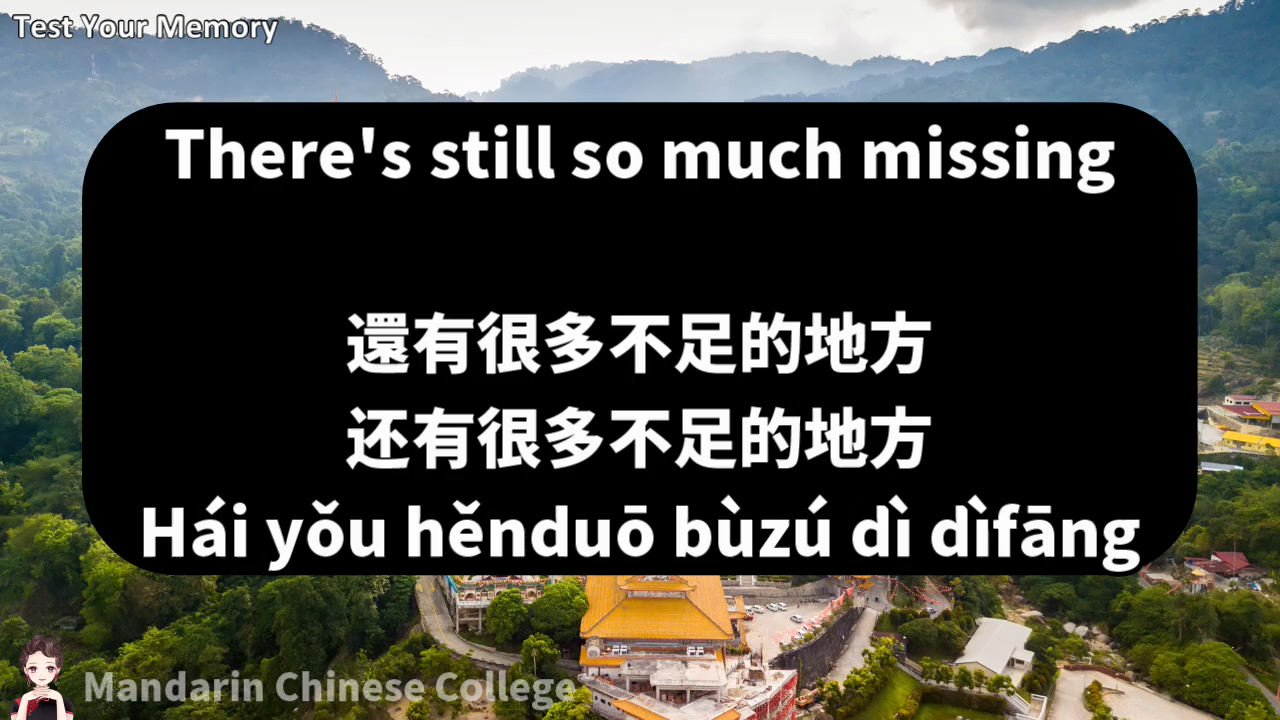 Test Your Memory
There's still so much missing
還有很多不足的地方
还有很多不足的地方
Hái yǒu hěnduō bùzú dì dìfāng
Mandarin Chinese College